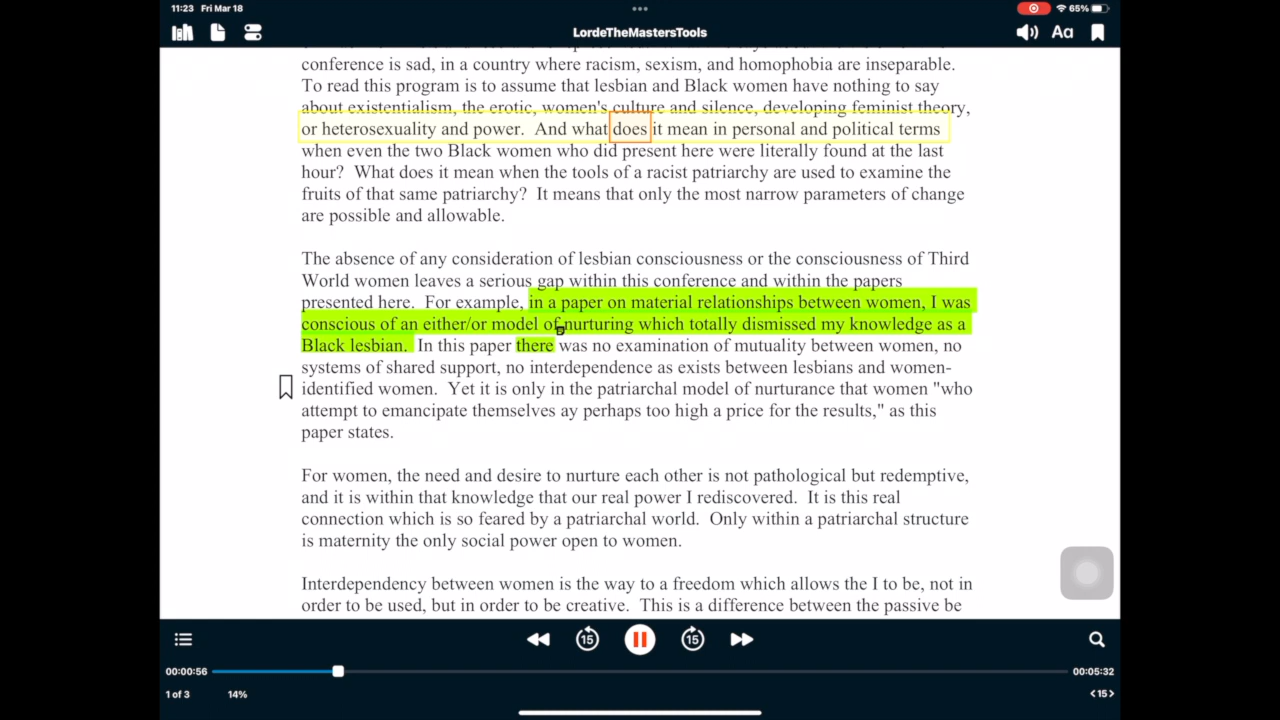 11:23 Fri Mar 18
65%
LordeTheMastersTools
Aa
conference is sad, in a country where racism, sexism, and homophobia are inseparable.
To read this program is to assume that lesbian and Black women have nothing to say
about existentialism, the erotic, women's culture and silence, developing feminist theory,
or heterosexuality and power. And what does it mean in personal and political terms
when even the two Black women who did present here were literally found at the last
hour? What does it mean when the tools of a racist patriarchy are used to examine the
fruits of that same patriarchy? It means that only the most narrow parameters of change
are possible and allowable.
The absence of any consideration of lesbian consciousness or the consciousness of Third
World women leaves a serious gap within this conference and within the papers
presented here. For example, in a paper on material relationships between women, I was
conscious of an either/or model of nurturing which totally dismissed my knowledge as a
Black lesbian. In this paper there was no examination of mutuality between women, no
systems of shared support, no interdependence as exists between lesbians and women-
identified women. Yet it is only in the patriarchal model of nurturance that women "who
attempt to emancipate themselves ay perhaps too high a price for the results," as this
paper states.
For women, the need and desire to nurture each other is not pathological but redemptive,
and it is within that knowledge that our real power I rediscovered. It is this real
connection which is so feared by a patriarchal world. Only within a patriarchal structure
is maternity the only social power open to women.
Interdependency between women is the way to a freedom which allows the I to be, not in
order to be used, but in order to be creative. This is a difference between the passive be
15
15
00:00:56
00:05:32
1 of 3
14%
<15>